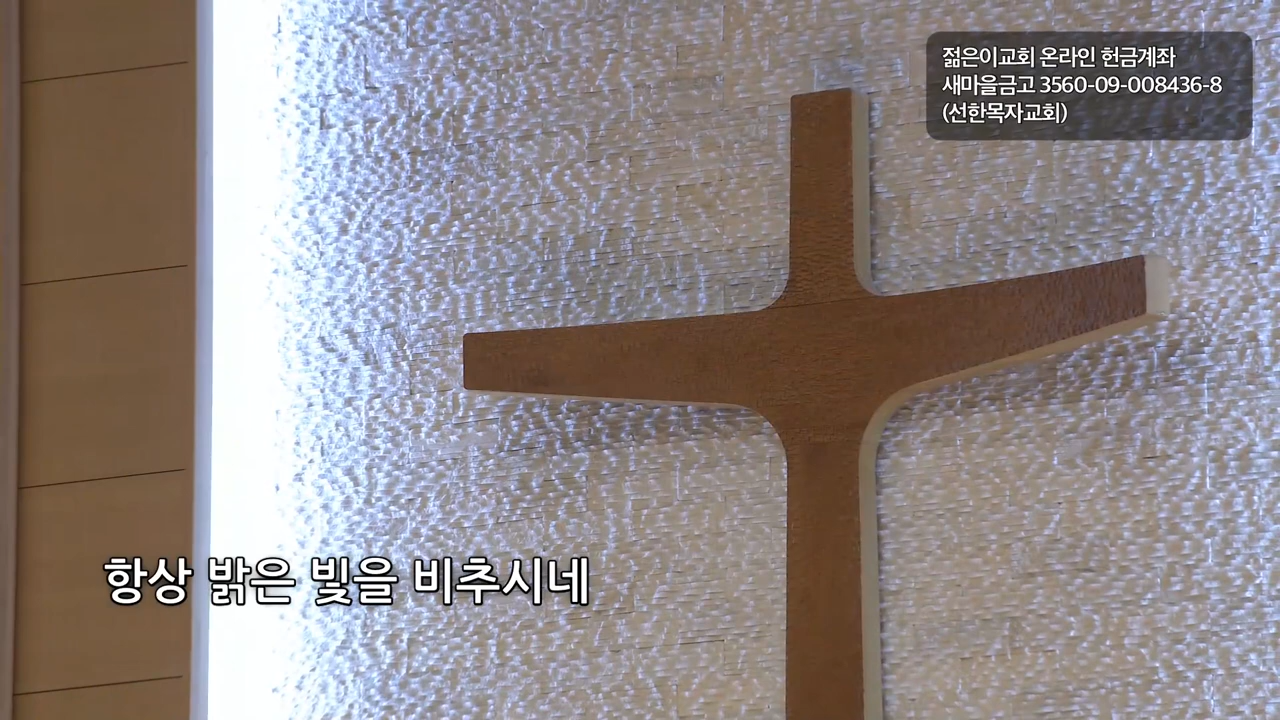 젊은이교회 온라인 헌금계좌
새마을금고 3560-09-008436-8
(선한목자교회)
항상 밝은 빛을 비추시네